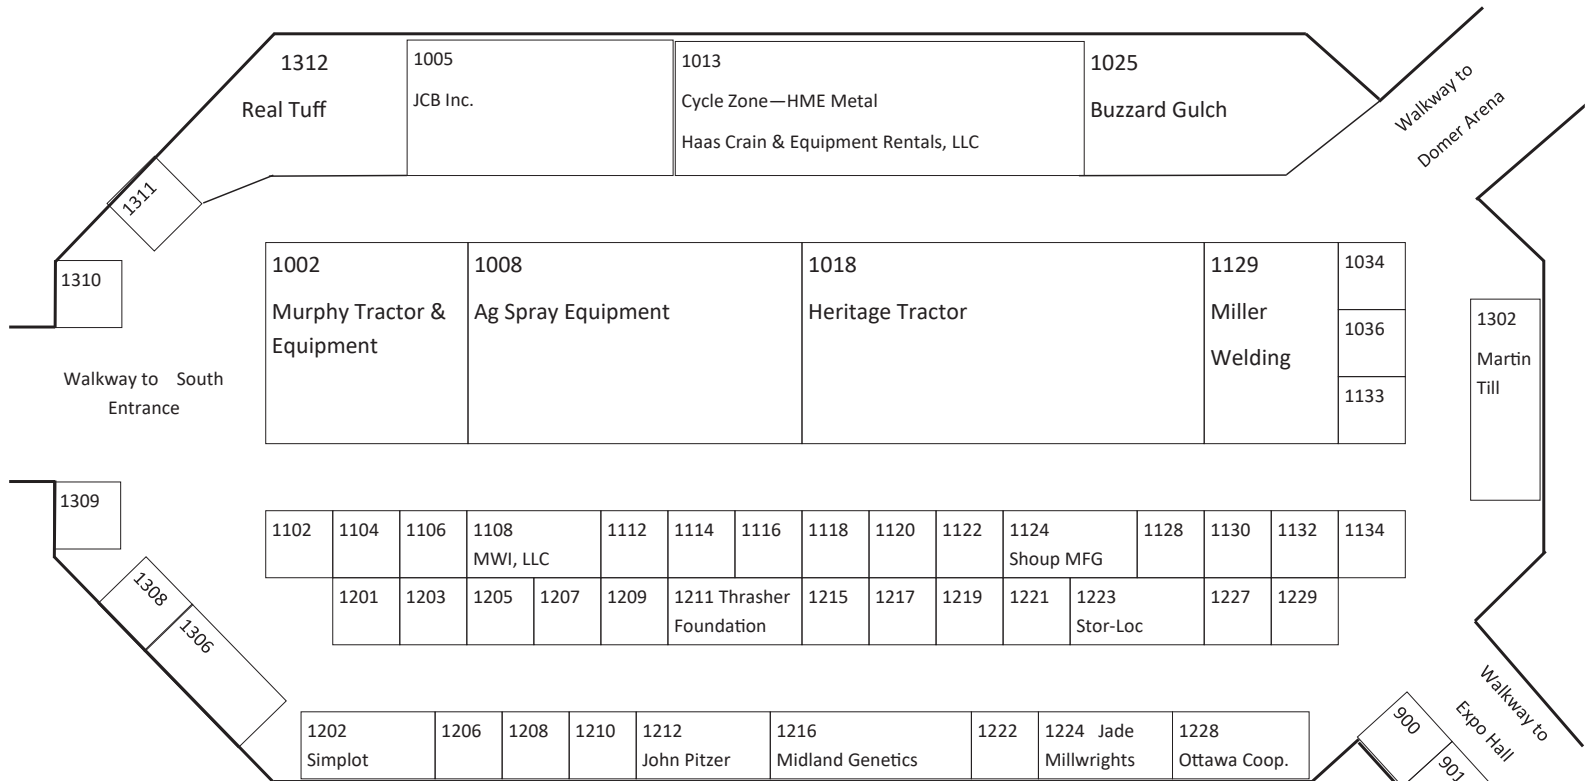 1312
Real Tuff
1005
JCB Inc.
1013
Cycle Zone—HME Metal
Haas Crain & Equipment Rentals, LLC
1025
Buzzard Gulch
Walkway to
Domer Arena
1311
1310
1002
Murphy Tractor &
Equipment
1008
Ag Spray Equipment
1018
Heritage Tractor
1129
Miller
Welding
1034
1036
1133
1302
Martin
Till
Walkway to South
Entrance
1309
1102
1104
1106
1108
MWI, LLC
1112
1114
1116
1118
1120
1122
1124
Shoup MFG
1128
1130
1132
1134
1201
1203
1205
1207
1209
1211 Thrasher
Foundation
1215
1217
1219
1221
1223
Stor-Loc
1227
1229
1308
1306
1202
Simplot
1206
1208
1210
1212
John Pitzer
1216
Midland Genetics
1222
1224 Jade
Millwrights
1228
Ottawa Coop.
Walkway to
Expo Hall
900
901